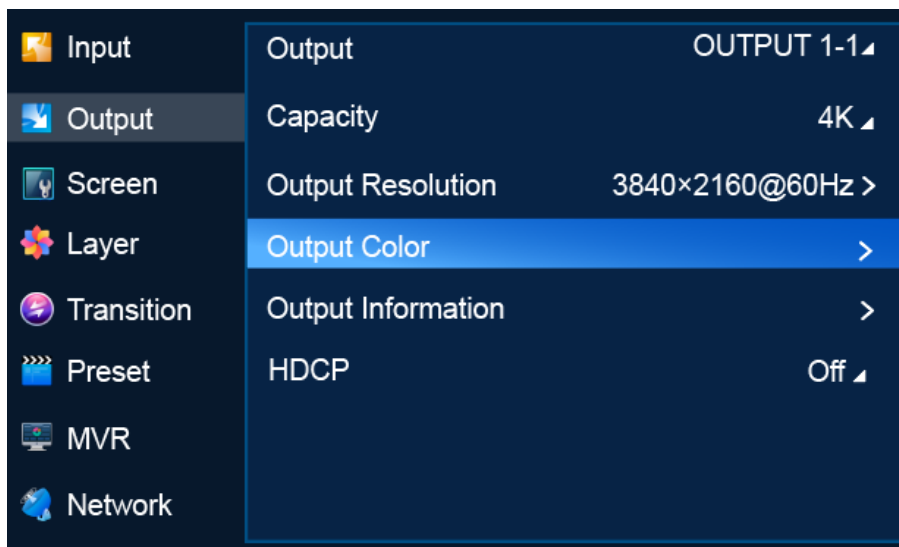 Input
Output
Screen
Layer
Transition
Preset
MVR
Network
Output OUTPUT 1-1
Capacity 4K
Output Resolution 3840×2160@60Hz >
Output Color >
Output Information >
HDCP Off